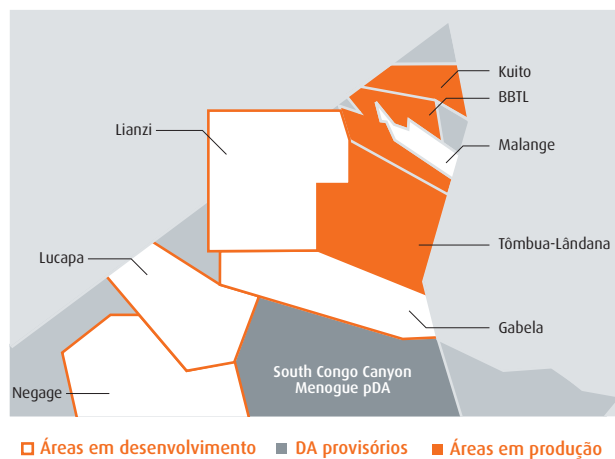 Kuito
BBTL
Lianzi
Malange
Lucapa
Tômbua-Lândana
Gabela
South Congo Canyon
Menogue pDA
Negage
Áreas em desenvolvimento DA provisórios Áreas em produção